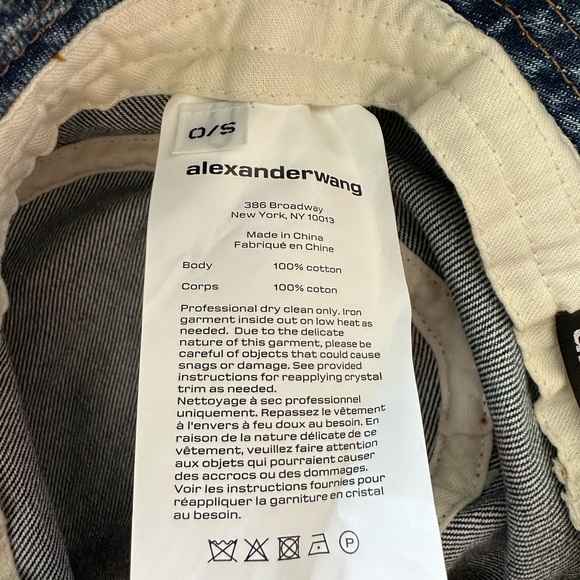 O/S
alexanderwang
386 Broadway
New York, NY 10013
Made in China
Fabriqué en Chine
Body 100% cotton
Corps 100% coton
Professional dry clean only. Iron
garment inside out on low heat as
needed. Due to the delicate
nature of this garment, please be
careful of objects that could cause
snags or damage. See provided
instructions for reapplying crystal
trim as needed.
Nettoyage à sec professionnel
uniquement. Repassez le vêtement
à l'envers à feu doux au besoin. En
raison de la nature délicate de ce
vêtement, veuillez faire attention
aux objets qui pourraient causer
des accrocs ou des dommages.
Voir les instructions fournies pour
réappliquer la garniture en cristal
au besoin.
P